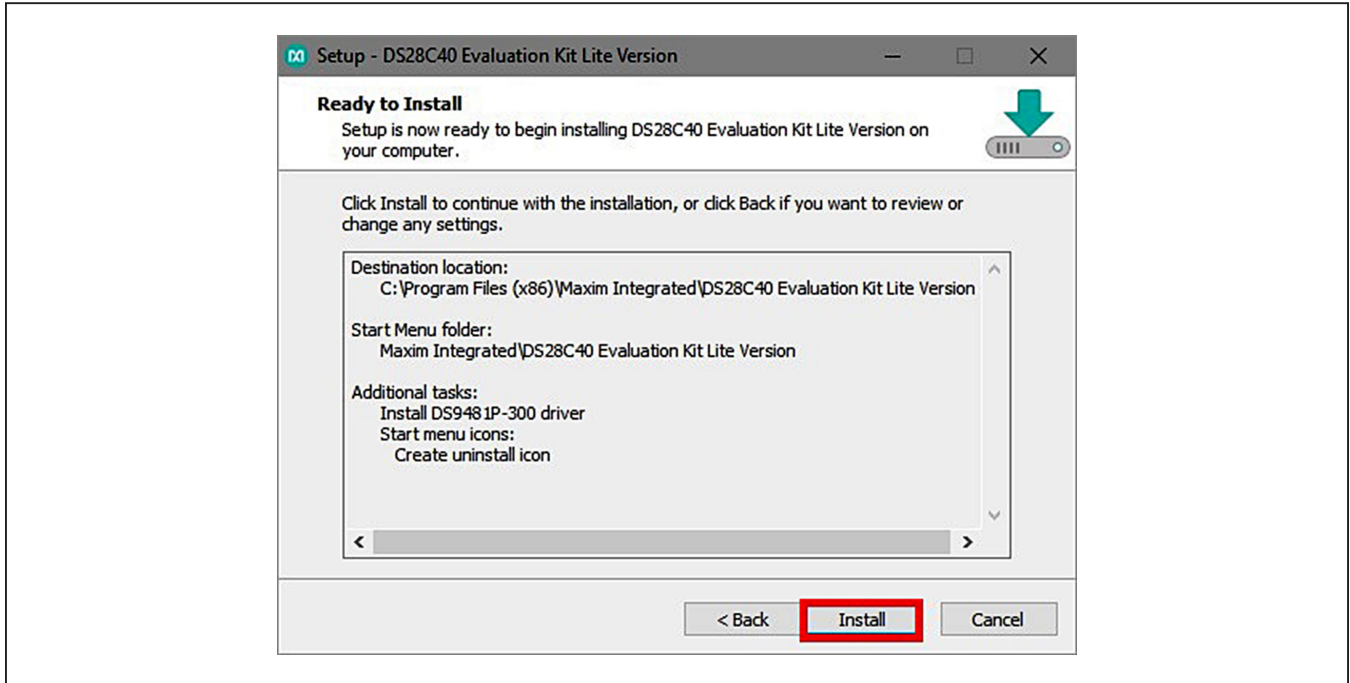 Setup - DS28C40 Evaluation Kit Lite Version
Ready to Install
Setup is now ready to begin installing DS28C40 Evaluation Kit Lite Version on
your computer.
Click Install to continue with the installation, or click Back if you want to review or
change any settings.
Destination location:
C:\Program Files (x86)\Maxim Integrated\DS28C40 Evaluation Kit Lite Version
Start Menu folder:
Maxim Integrated\DS28C40 Evaluation Kit Lite Version
Additional tasks:
Install DS9481P-300 driver
Start menu icons:
Create uninstall icon
< Back Install Cancel